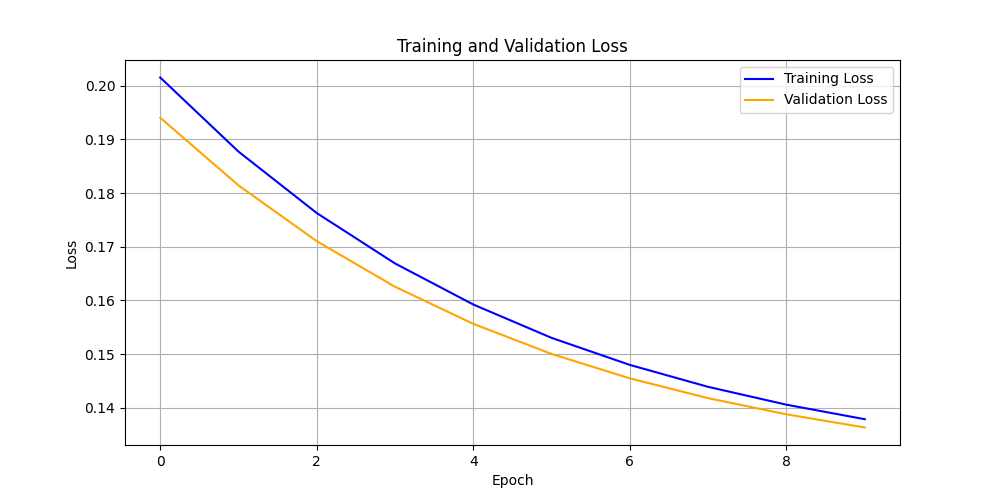 Training and Validation Loss
Training Loss
Validation Loss
0.20
0.19
0.18
0.17
0.16
0.15
0.14
Loss
0 2 4 6 8
Epoch